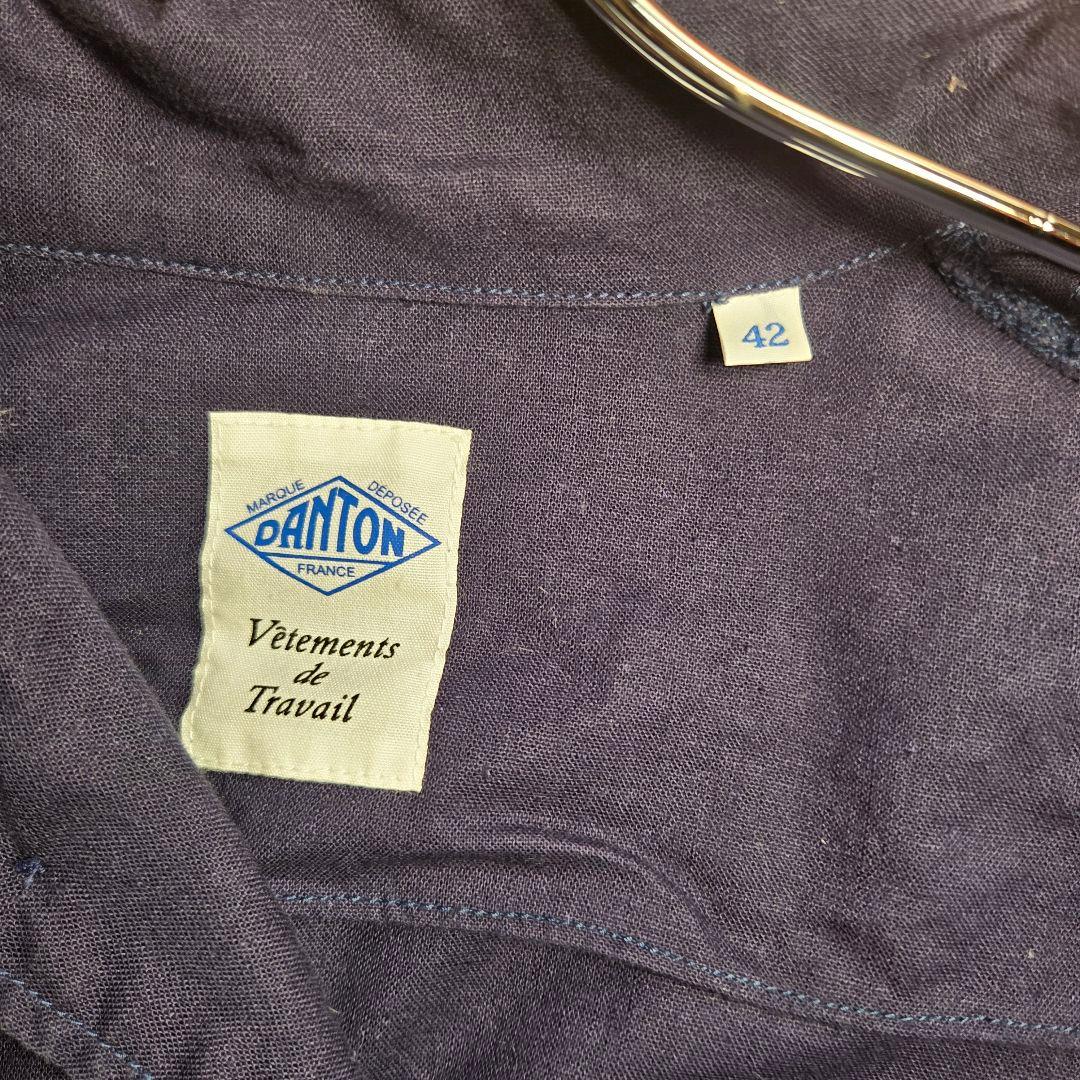 42
MARQUE DÉPOSÉE
DANTON
FRANCE
Vêtements
de
Travail